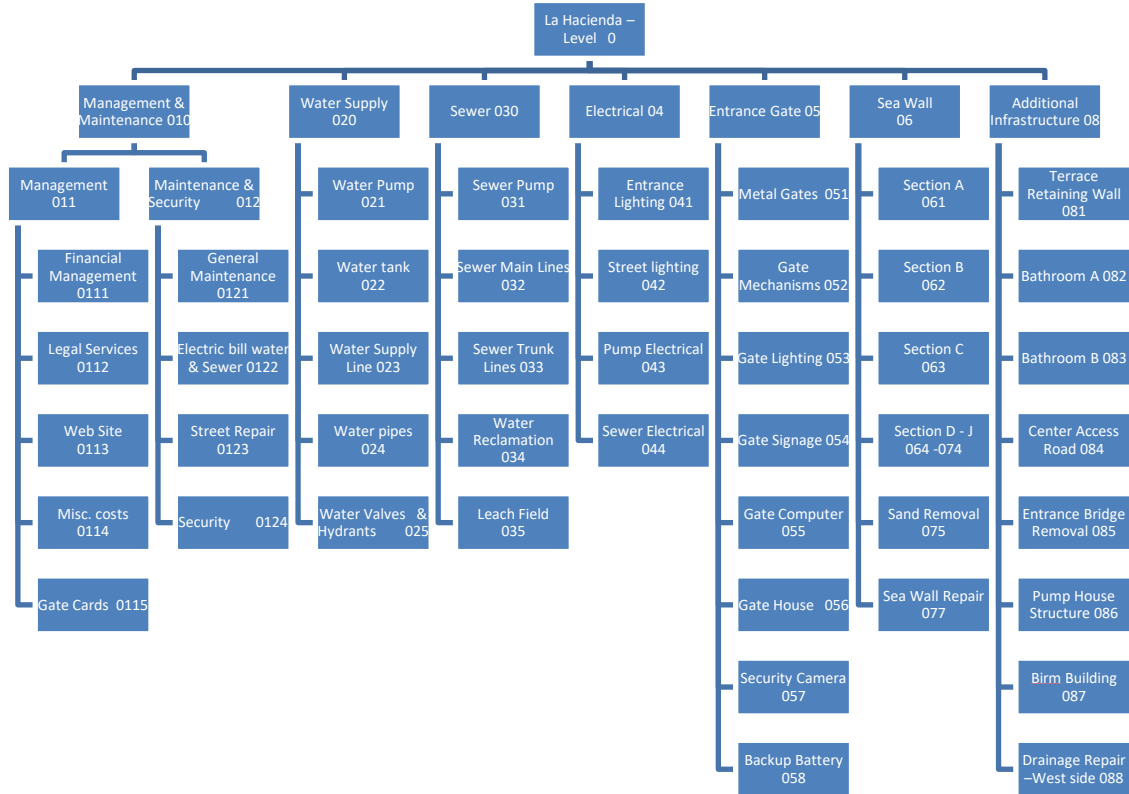 La Hacienda –
Level 0
Management &
Maintenance 010
Water Supply
020
Sewer 030
Electrical 04
Entrance Gate 05
Sea Wall
06
Additional
Infrastructure 08
Management
011
Maintenance &
Security 012
Financial
Management
0111
Legal Services
0112
Web Site
0113
Misc. costs
0114
Gate Cards 0115
General
Maintenance
0121
Electric bill water
& Sewer 0122
Street Repair
0123
Security 0124
Water Pump
021
Water tank
022
Water Supply
Line 023
Water pipes
024
Water Valves &
Hydrants 025
Sewer Pump
031
Sewer Main Lines
032
Sewer Trunk
Lines 033
Water
Reclamation
034
Leach Field
035
Entrance
Lighting 041
Street lighting
042
Pump Electrical
043
Sewer Electrical
044
Metal Gates 051
Gate
Mechanisms 052
Gate Lighting 053
Gate Signage 054
Gate Computer
055
Gate House 056
Security Camera
057
Backup Battery
058
Section A
061
Section B
062
Section C
063
Section D - J
064 -074
Sand Removal
075
Sea Wall Repair
077
Terrace
Retaining Wall
081
Bathroom A 082
Bathroom B 083
Center Access
Road 084
Entrance Bridge
Removal 085
Pump House
Structure 086
Birm Building
087
Drainage Repair
–West side 088